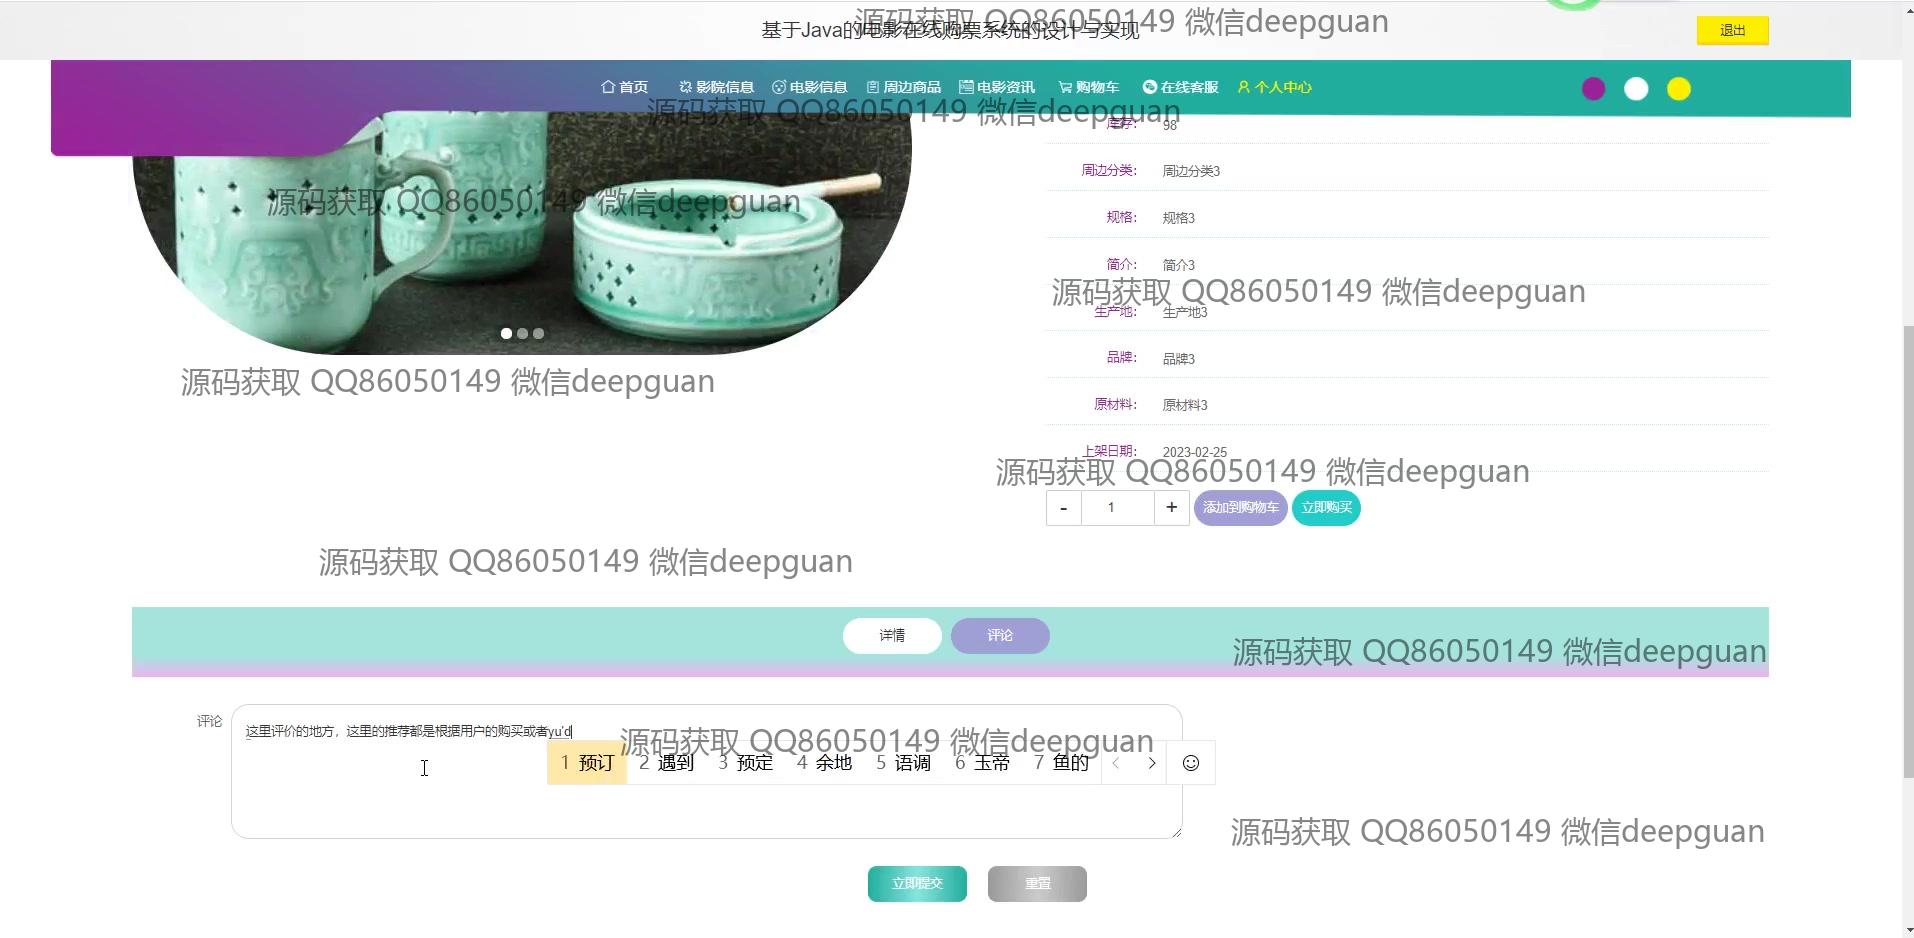 源码获取 QQ86050149 微信deepguan
基于Java的电影在线购票系统的设计与实现
退出
首页 影院信息 电影信息 周边商品 电影资讯 购物车 在线客服 个人中心
源码获取 QQ86050149 微信deepguan
库存: 98
周边分类: 周边分类3
源码获取 QQ86050149 微信deepguan
规格: 规格3
简介: 简介3
源码获取 QQ86050149 微信deepguan
生产地: 生产地3
品牌: 品牌3
源码获取 QQ86050149 微信deepguan
原材料: 原材料3
上架日期: 2023-02-25
源码获取 QQ86050149 微信deepguan
- 1 + 添加到购物车 立即购买
源码获取 QQ86050149 微信deepguan
详情 评论
源码获取 QQ86050149 微信deepguan
评论
这里评价的地方，这里的推荐都是根据用户的购买或者yu'd
源码获取 QQ86050149 微信deepguan
1 预订 2 遇到 3 预定 4 余地 5 语调 6 玉帝 7 鱼的
源码获取 QQ86050149 微信deepguan
立即提交 重置